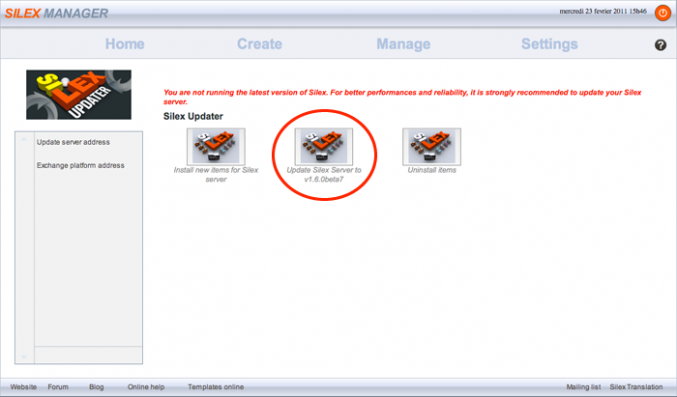 SILEX MANAGER
mercredi 23 fevrier 2011 15h46
Home Create Manage Settings
?
SILEX
UPDATER
You are not running the latest version of Silex. For better performances and reliability, it is strongly recommended to update your Silex
server.
Silex Updater
Update server address
Exchange platform address
Install new items for Silex
server
Update Silex Server to
v1.6.0beta7
Uninstall items
Website Forum Blog Online help Templates online Mailing list Silex Translation